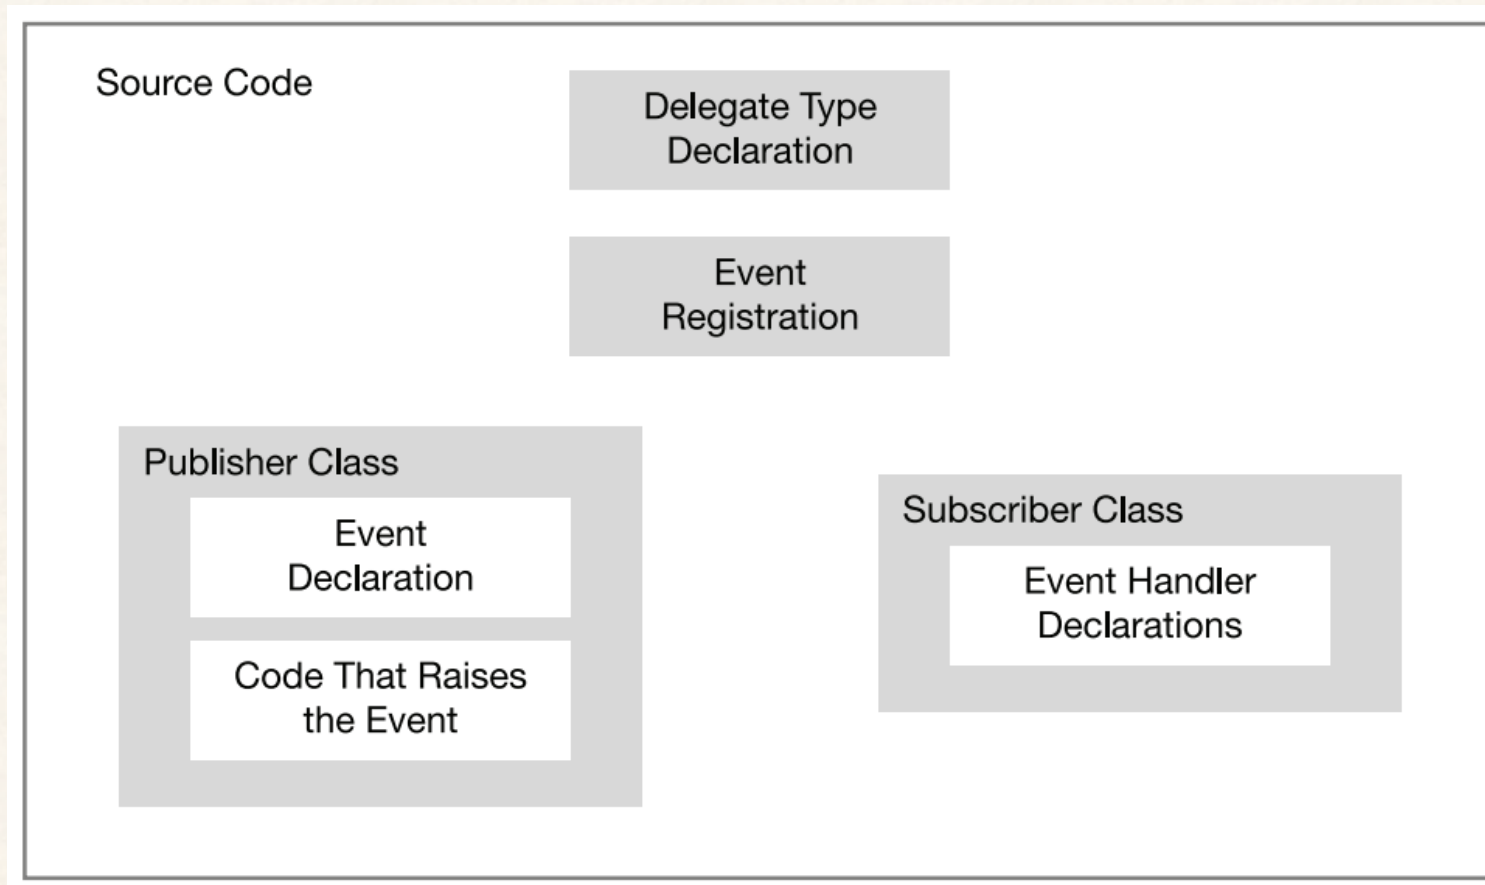 Source Code
Delegate Type
Declaration
Event
Registration
Publisher Class
Event
Declaration
Code That Raises
the Event
Subscriber Class
Event Handler
Declarations